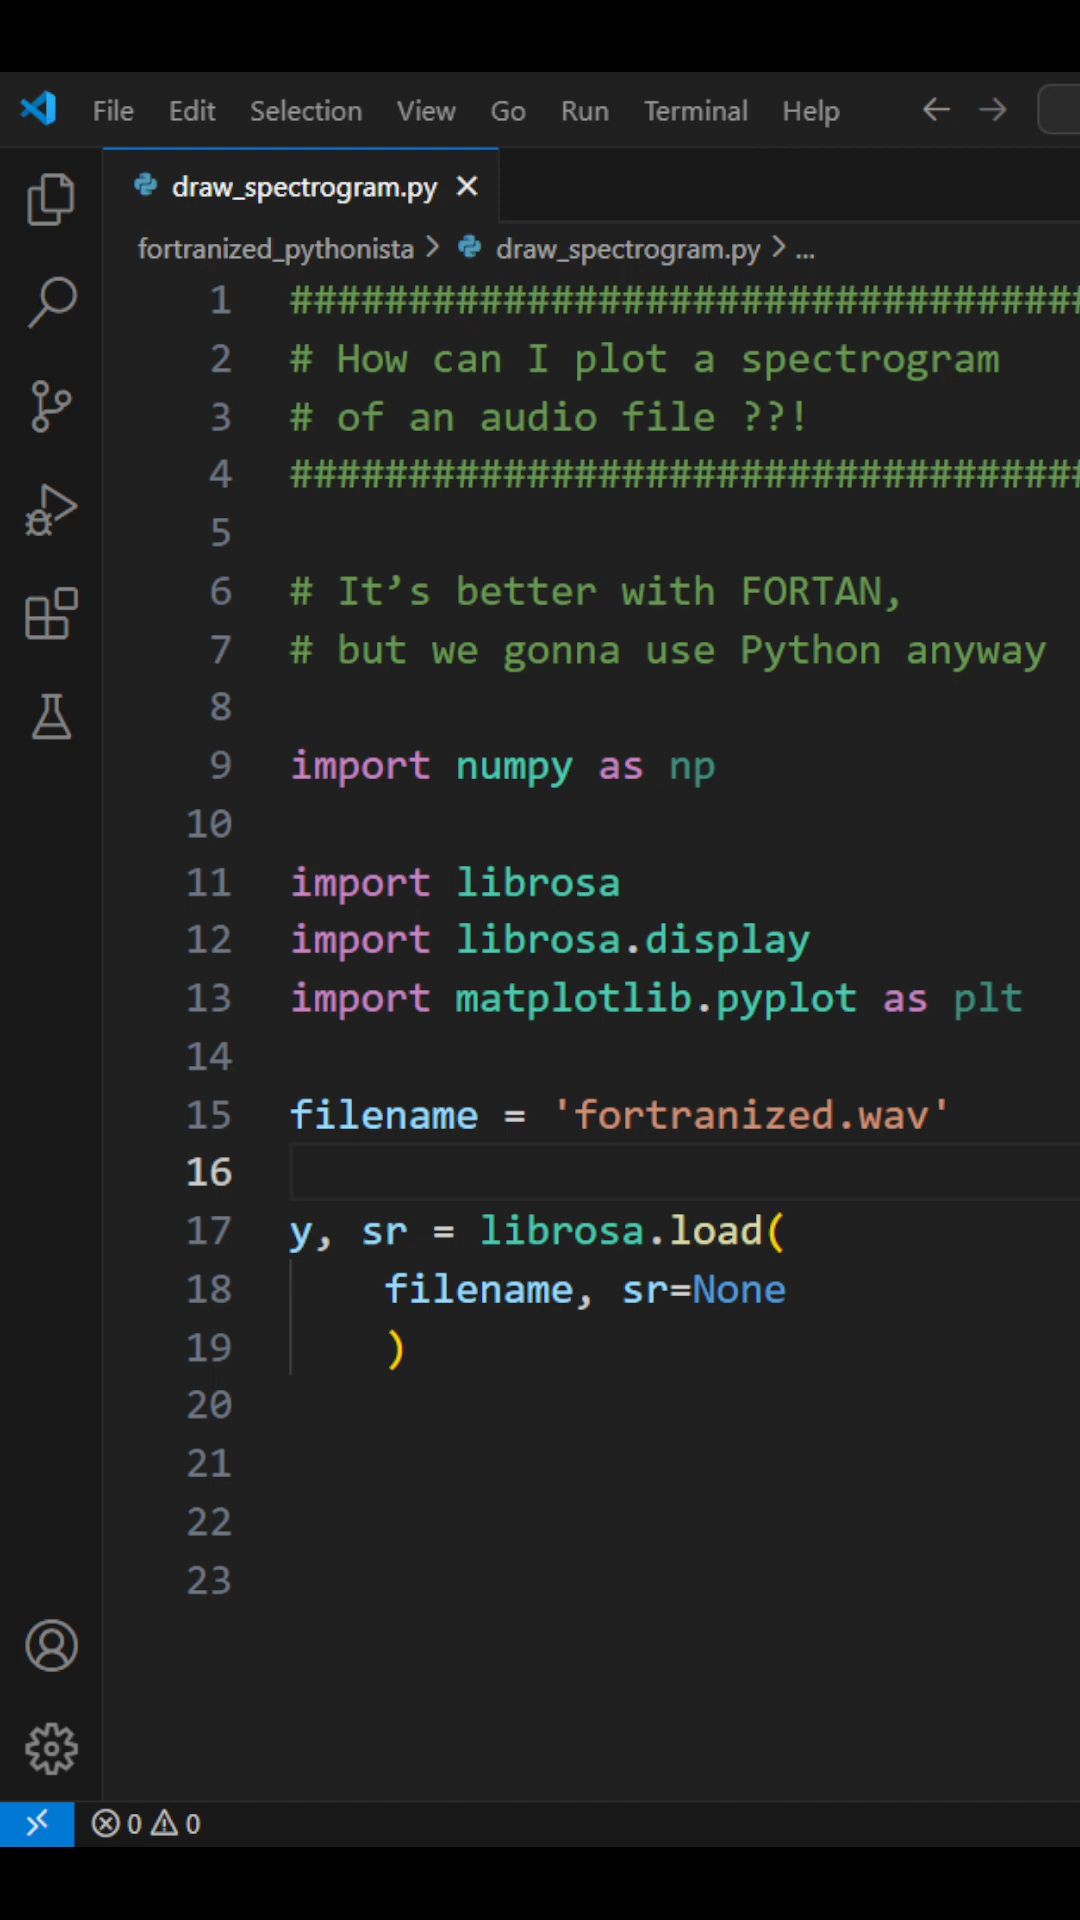 File Edit Selection View Go Run Terminal Help
draw_spectrogram.py
fortranized_pythonista > draw_spectrogram.py > ...
1 ##################################
2 # How can I plot a spectrogram
3 # of an audio file ??!
4 ##################################
5
6 # It’s better with FORTAN,
7 # but we gonna use Python anyway
8
9 import numpy as np
10
11 import librosa
12 import librosa.display
13 import matplotlib.pyplot as plt
14
15 filename = 'fortranized.wav'
16
17 y, sr = librosa.load(
18     filename, sr=None
19     )
20
21
22
23
0 0